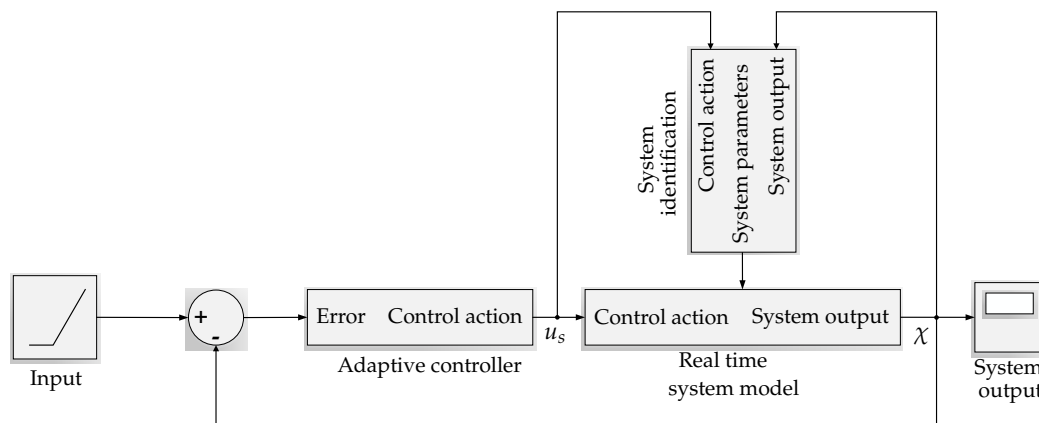 System
identification
Control action
System parameters
System output
+
-
Error Control action
u_s
Control action System output
χ
Input
Adaptive controller
Real time
system model
System
output